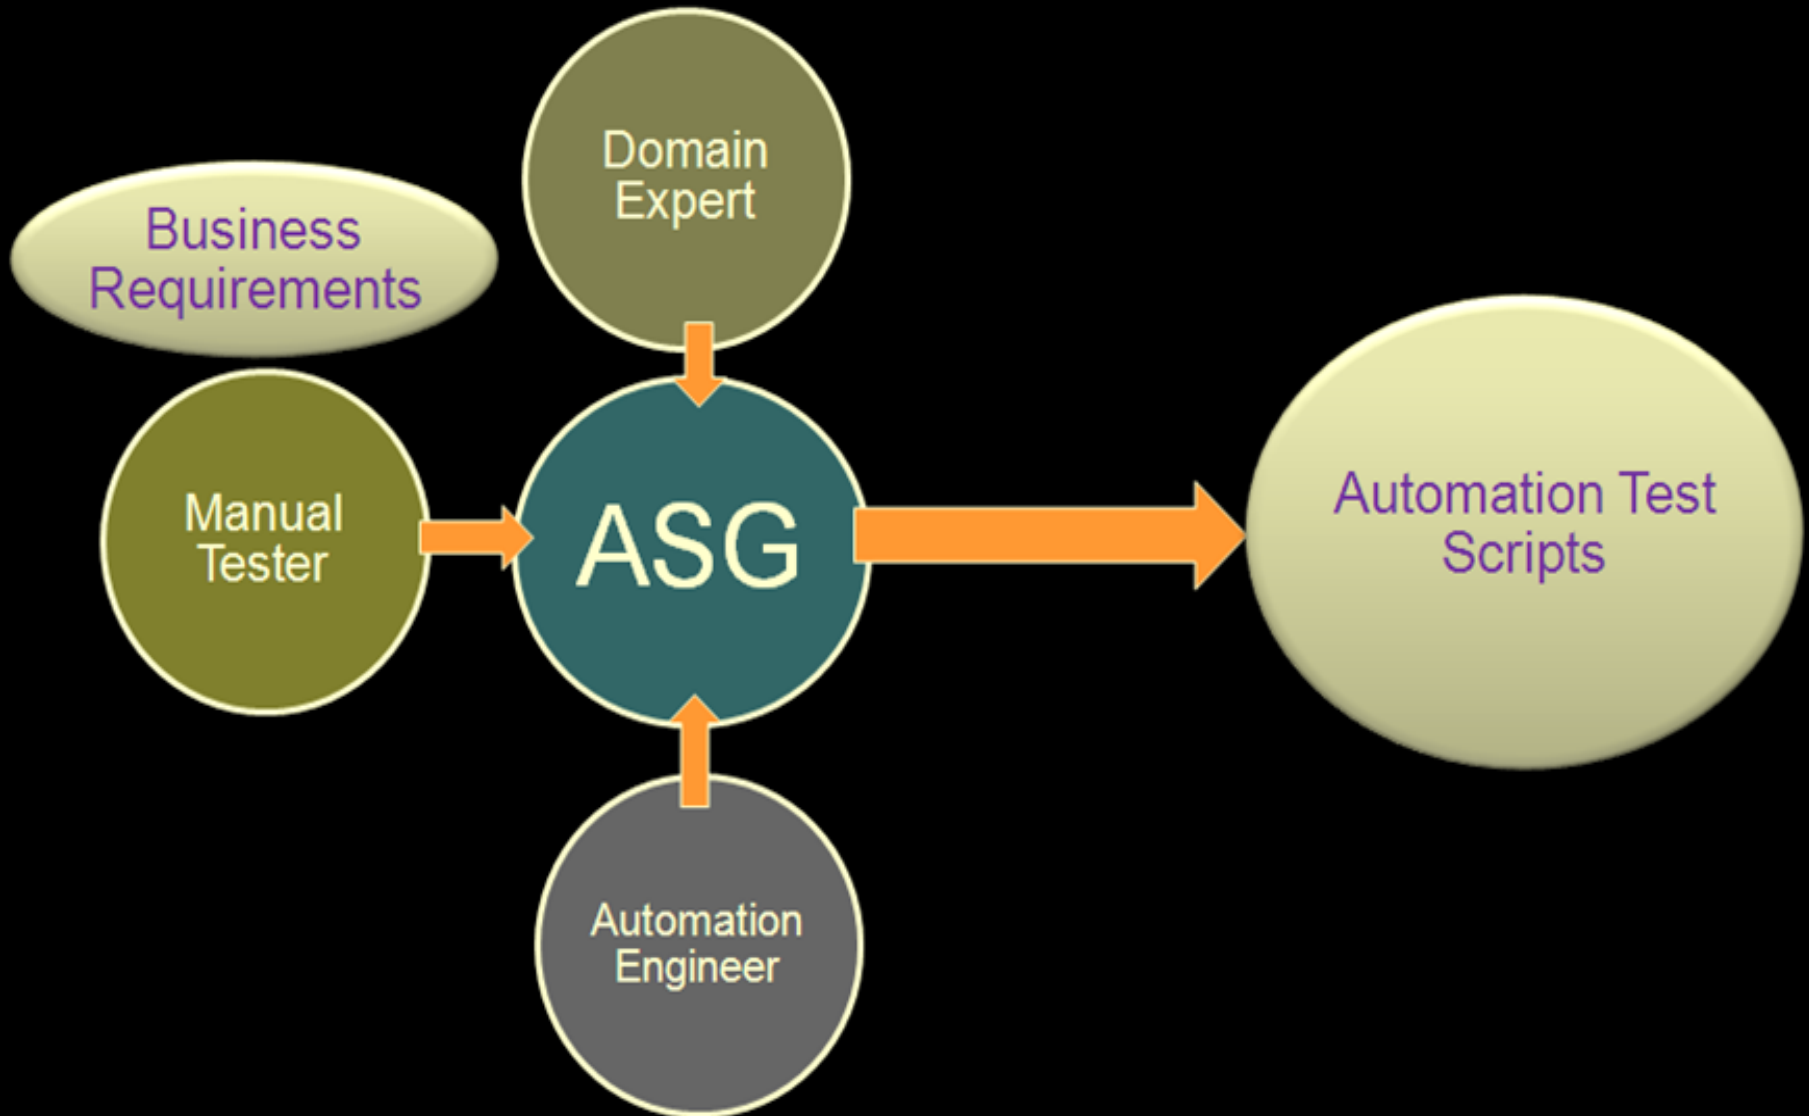 Domain
Expert
Business
Requirements
Manual
Tester
ASG
Automation Test
Scripts
Automation
Engineer